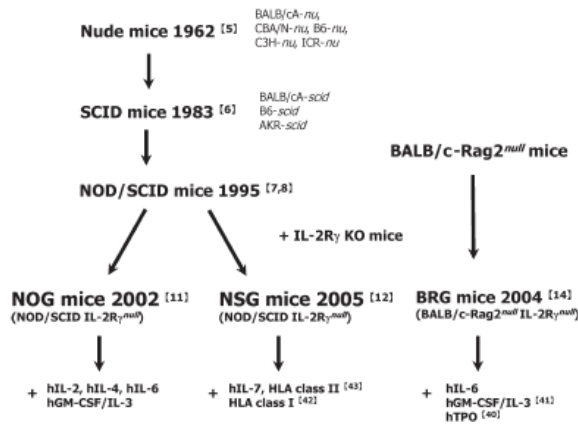 Nude mice 1962 [5]
BALB/cA-nu,
CBA/N-nu, B6-nu,
C3H-nu, ICR-nu
SCID mice 1983 [6]
BALB/cA-scid
B6-scid
AKR-scid
BALB/c-Rag2null mice
NOD/SCID mice 1995 [7,8]
+ IL-2Rγ KO mice
NOG mice 2002 [11]
(NOD/SCID IL-2Rγnull)
NSG mice 2005 [12]
(NOD/SCID IL-2Rγnull)
BRG mice 2004 [14]
(BALB/c-Rag2null IL-2Rγnull)
+ hIL-2, hIL-4, hIL-6
hGM-CSF/IL-3
+ hIL-7, HLA class II [43]
HLA class I [42]
+ hIL-6
hGM-CSF/IL-3 [41]
hTPO [40]